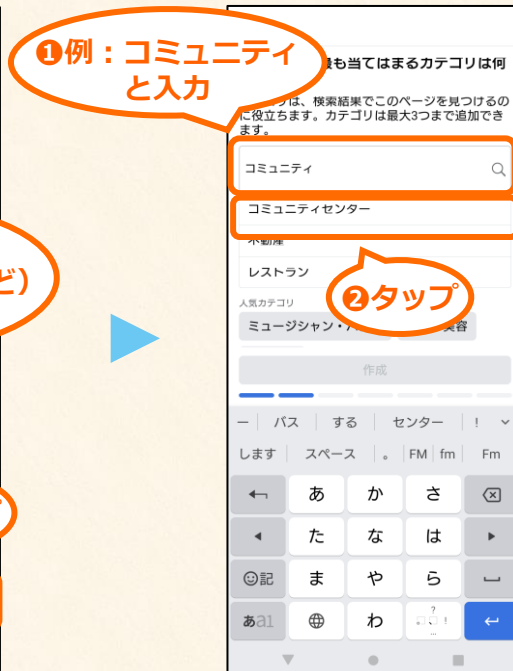 ❶例：コミュニティ
と入力
も当てはまるカテゴリは何
は、検索結果でこのページを見つけるの
に役立ちます。カテゴリは最大3つまで追加でき
ます。
コミュニティ
コミュニティセンター
不動産
レストラン
❷タップ
ど）
人気カテゴリ
ミュージシャン・
容
作成
ー バス する センター ！
します スペース 。 FM fm Fm
あ か さ
た な は
記 ま や ら
あa1 わ 、 ? ! ...